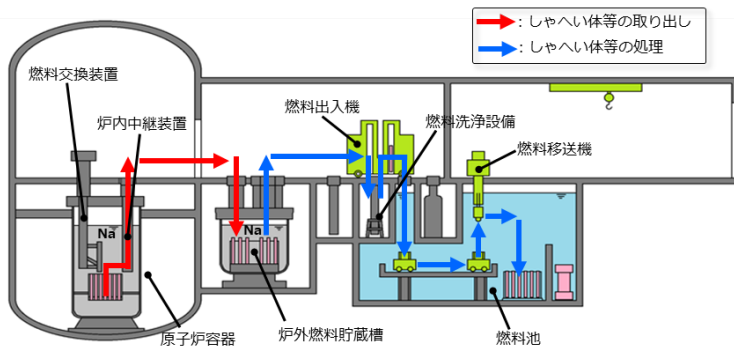 ：しゃへい体等の取り出し
：しゃへい体等の処理
燃料交換装置
炉内中継装置
燃料出入機
燃料洗浄設備
燃料移送機
Na
Na
原子炉容器
炉外燃料貯蔵槽
燃料池